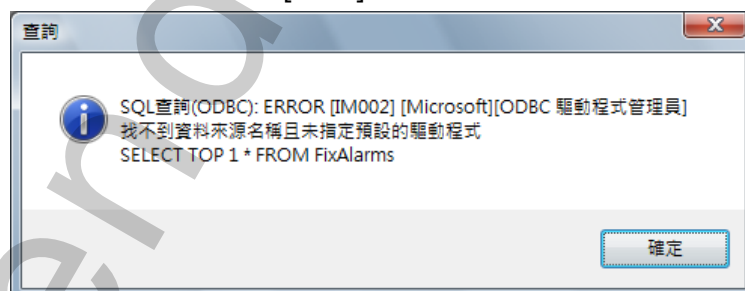 查詢
SQL查詢(ODBC): ERROR [IM002] [Microsoft][ODBC 驅動程式管理員]
找不到資料來源名稱且未指定預設的驅動程式
SELECT TOP 1 * FROM FixAlarms
確定